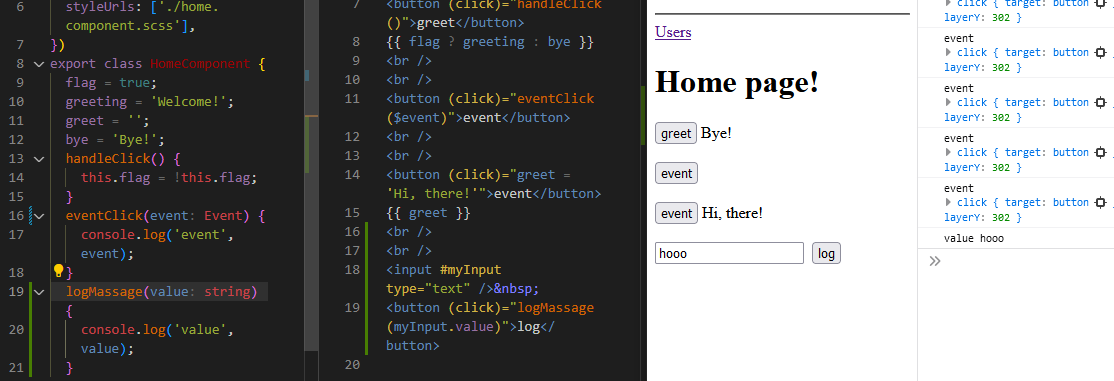 6 styleUrls: ['./home.
component.scss'],
7 })
8 export class HomeComponent {
9 flag = true;
10 greeting = 'Welcome!';
11 greet = '';
12 bye = 'Bye!';
13 handleClick() {
14 this.flag = !this.flag;
15 }
16 eventClick(event: Event) {
17 console.log('event',
event);
18 }
19 logMassage(value: string)
{
20 console.log('value',
value);
21 }
7 <button (click)="handleClick
()">greet</button>
8 {{ flag ? greeting : bye }}
9 <br />
10 <br />
11 <button (click)="eventClick
($event)">event</button>
12 <br />
13 <br />
14 <button (click)="greet =
'Hi, there!'">event</button>
15 {{ greet }}
16 <br />
17 <br />
18 <input #myInput
type="text" />&nbsp;
19 <button (click)="logMassage
(myInput.value)">log</
button>
20
Users
Home page!
greet Bye!
event
event Hi, there!
hooo log
click { target: button
layerY: 302 }
event
click { target: button
layerY: 302 }
event
click { target: button
layerY: 302 }
event
click { target: button
layerY: 302 }
event
click { target: button
layerY: 302 }
value hooo